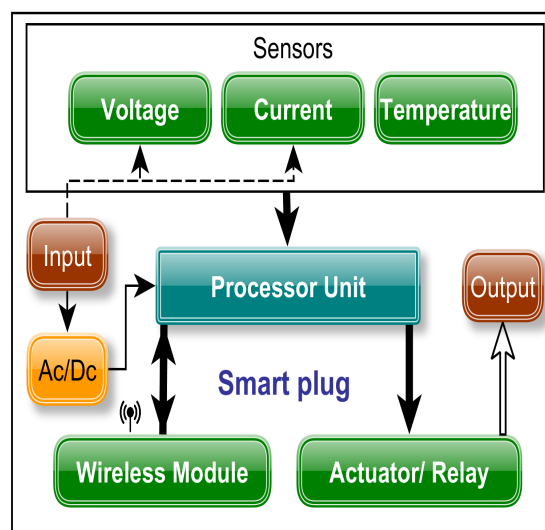 Sensors
Voltage
Current
Temperature
Input
Processor Unit
Output
Ac/Dc
Smart plug
Wireless Module
Actuator/ Relay